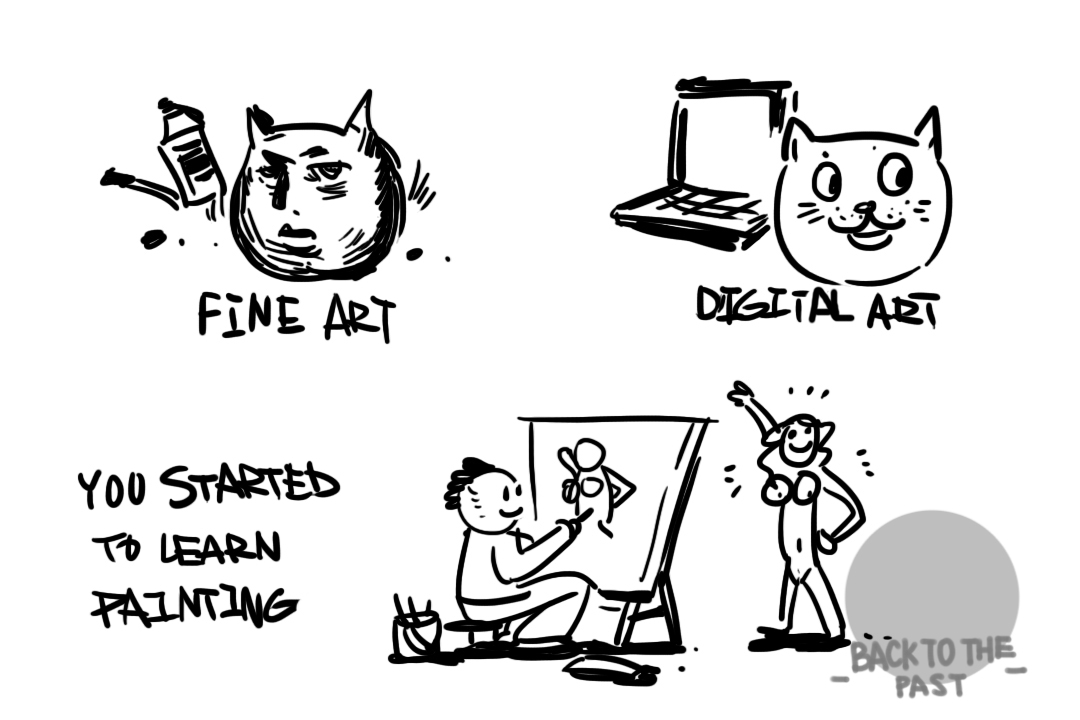 FINE ART
DIGITAL ART
YOU STARTED
TO LEARN
PAINTING
BACK TO THE
PAST